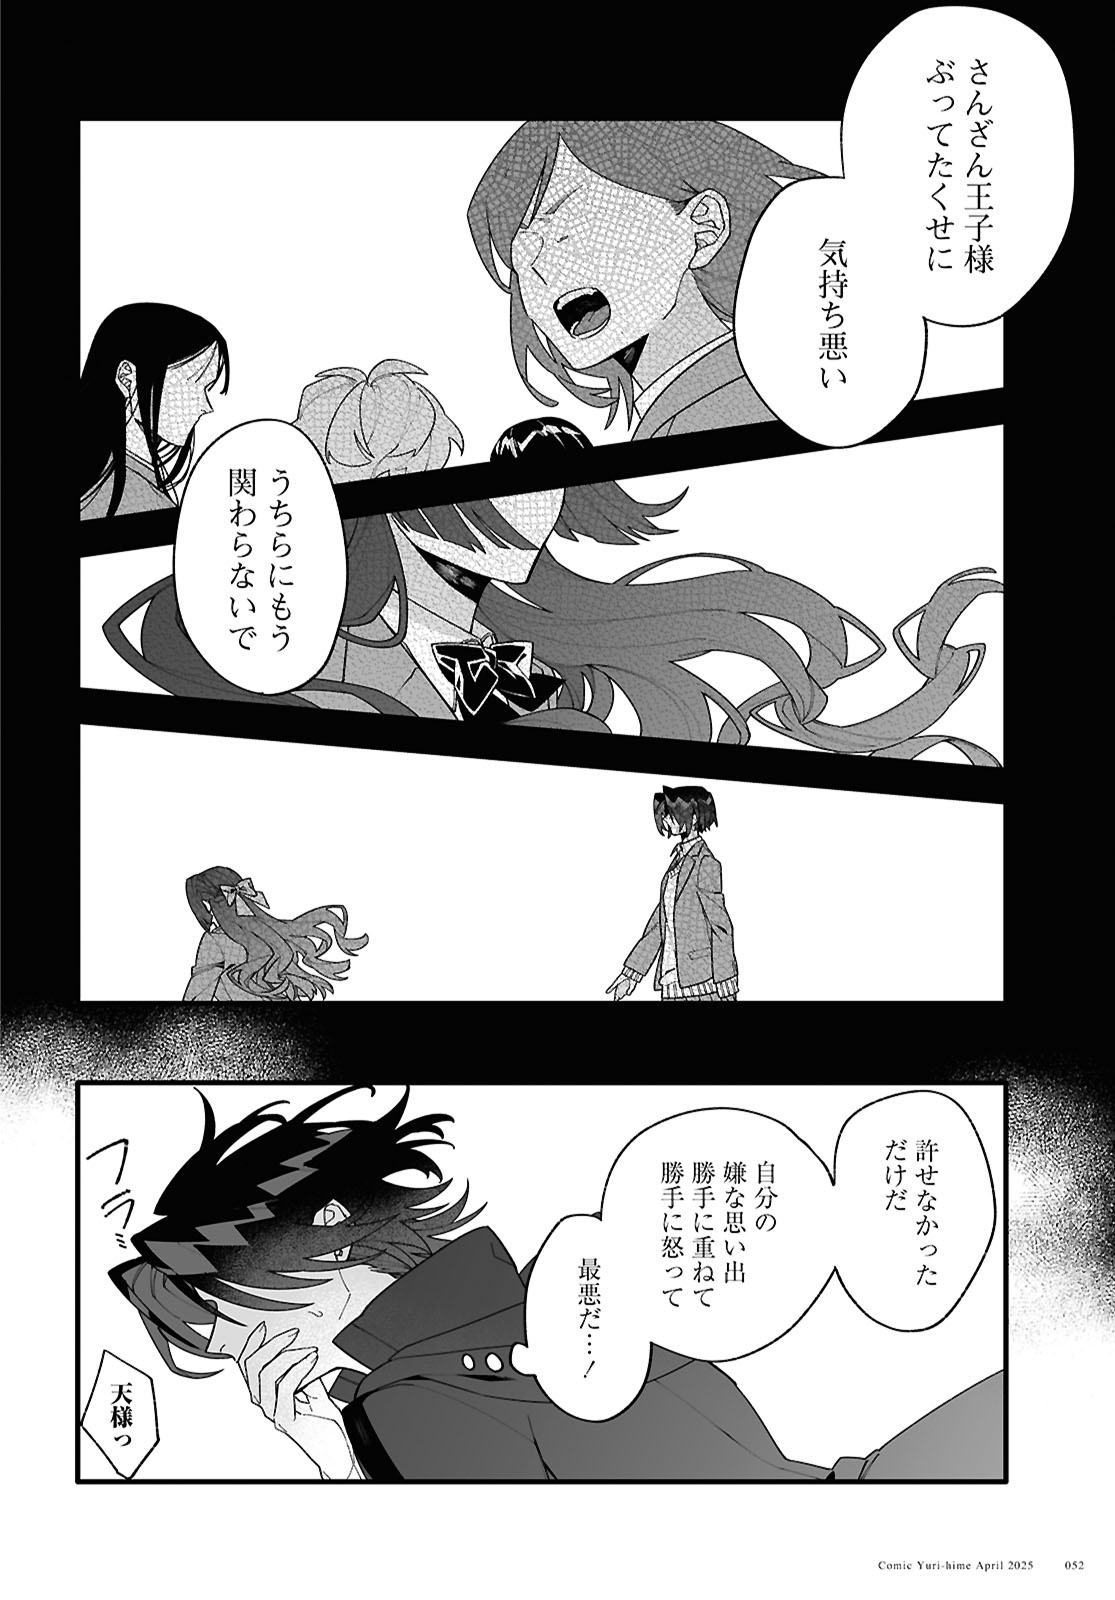 さんざん王子様
ぶってたくせに
気持ち悪い
うちらにもう
関わらないで
許せなかった
だけだ
自分の
嫌な思い出
勝手に重ねて
勝手に怒って
最悪だ…！
フラ…
天様っ
Comic Yuri-hime April 2025 052